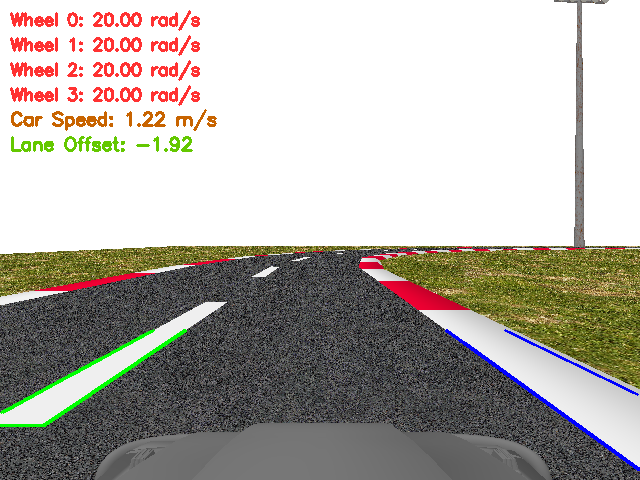 Wheel 0: 20.00 rad/s
Wheel 1: 20.00 rad/s
Wheel 2: 20.00 rad/s
Wheel 3: 20.00 rad/s
Car Speed: 1.22 m/s
Lane Offset: -1.92